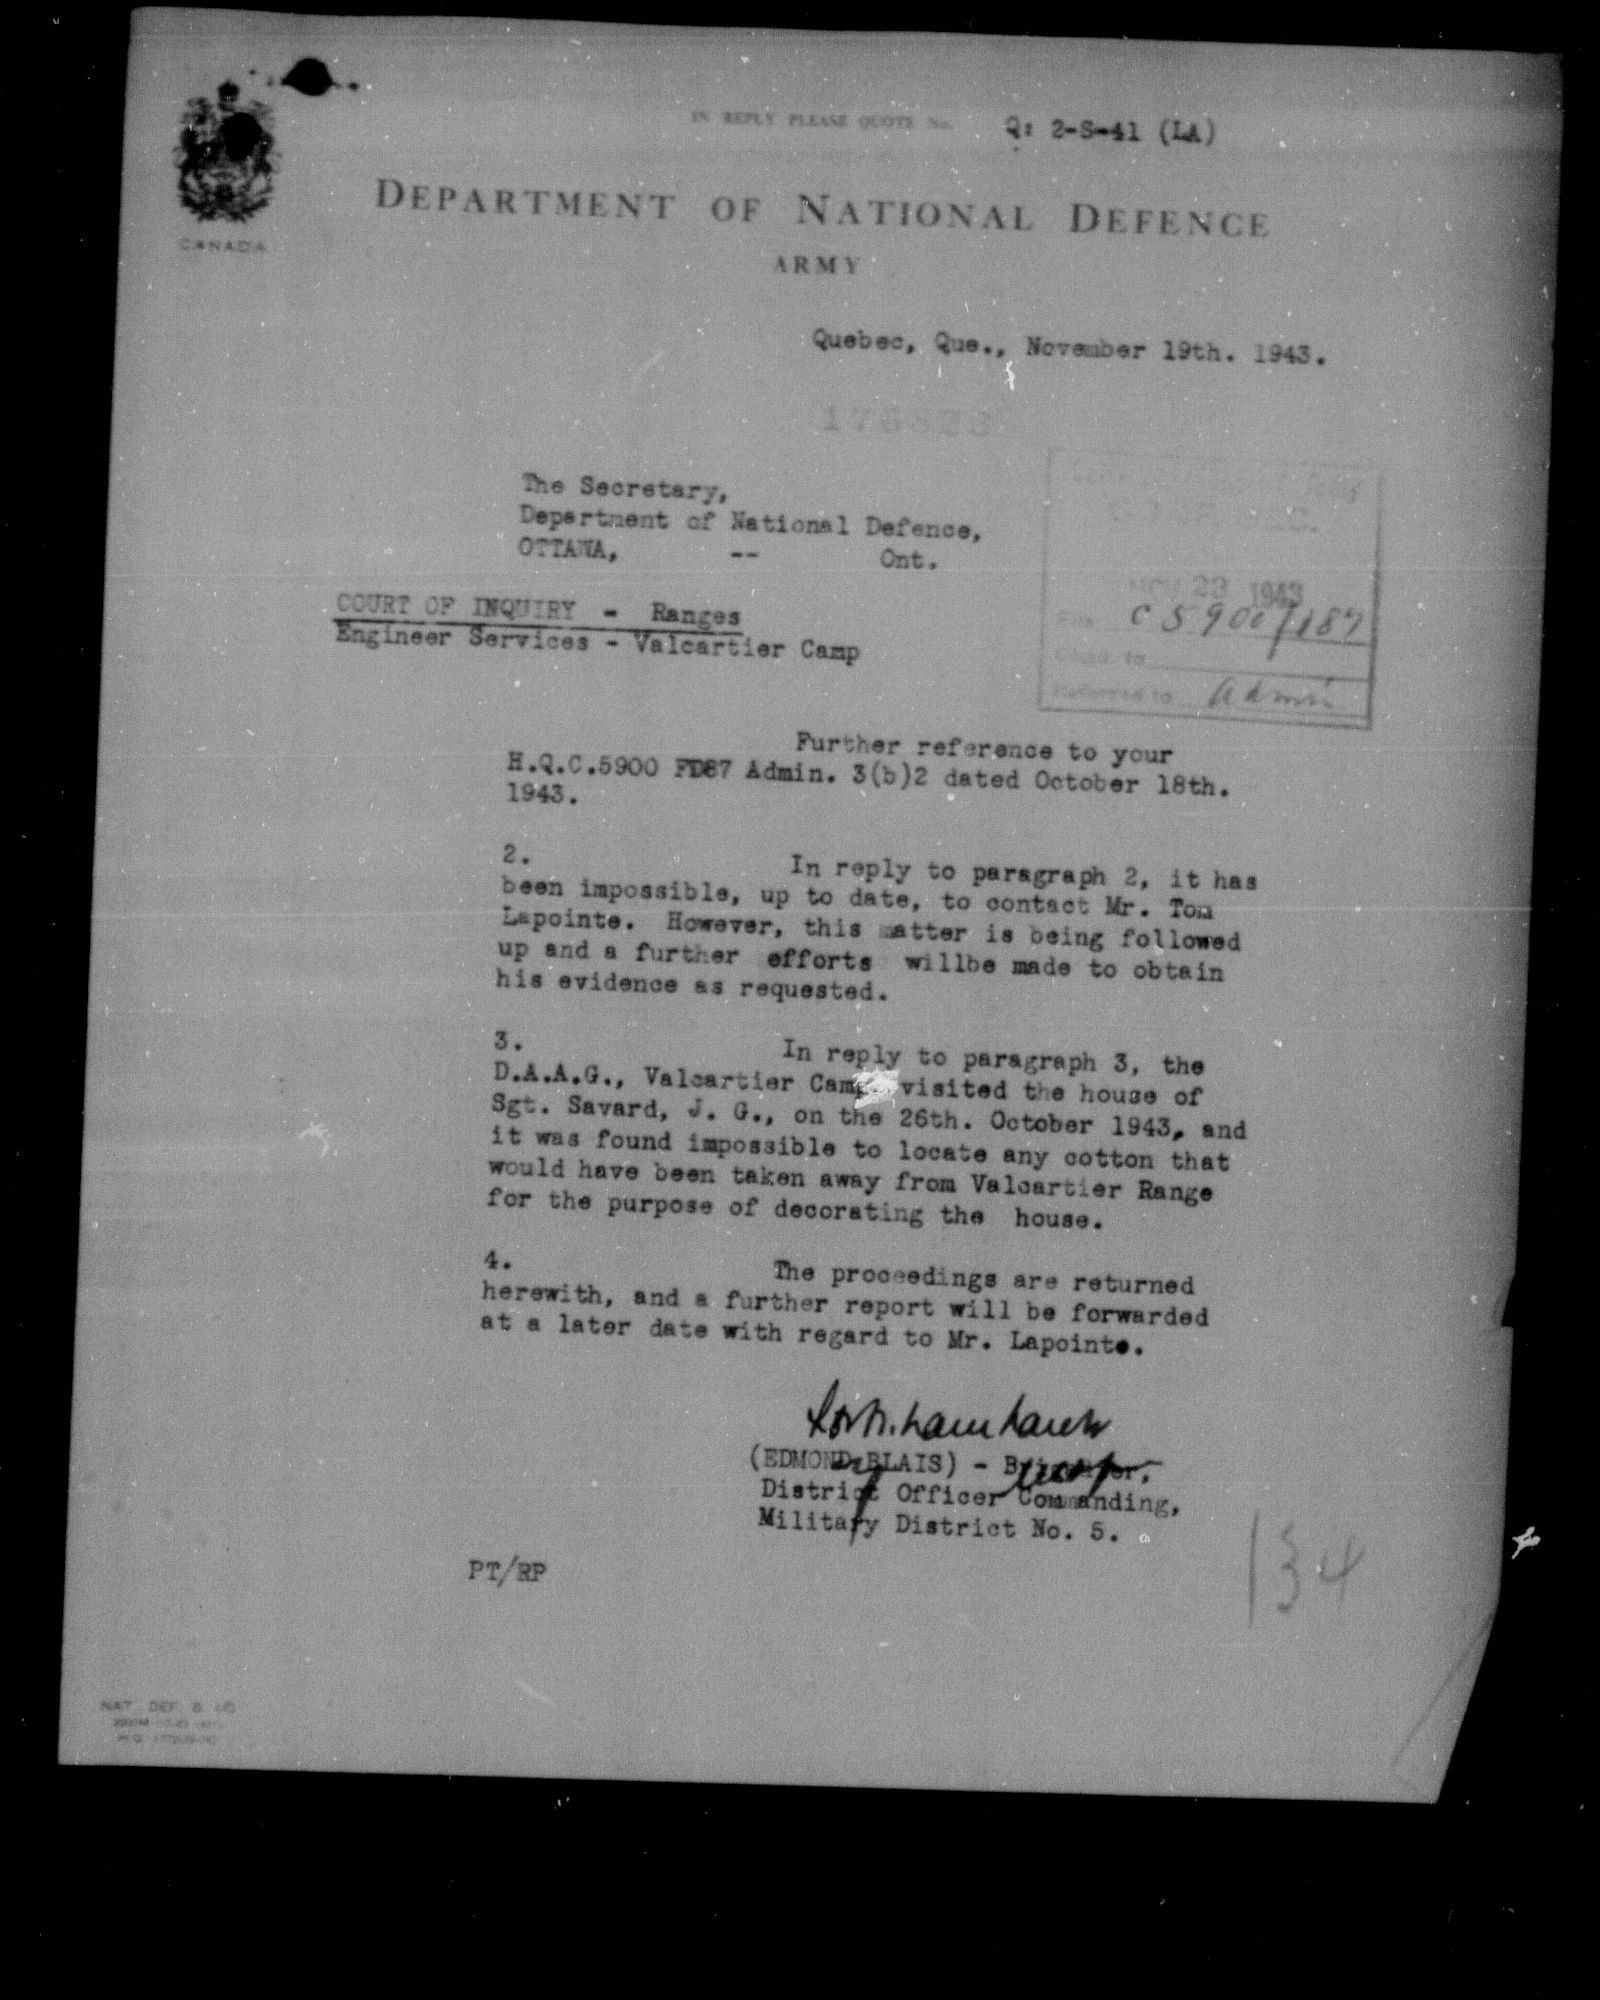 IN REPLY PLEASE QUOTE No. Q: 2-S-41 (LA)
CANADA
DEPARTMENT OF NATIONAL DEFENCE
ARMY
Quebec, Que., November 19th. 1943.
The Secretary,
Department of National Defence,
OTTAWA, -- Ont.
NOV 23 1943
File C 5900/187
Chgd. to
Referred to Admin
COURT OF INQUIRY - Ranges
Engineer Services - Valcartier Camp
Further reference to your
H.Q.C.5900 FD87 Admin. 3(b)2 dated October 18th.
1943.
2. In reply to paragraph 2, it has
been impossible, up to date, to contact Mr. Tom
Lapointe. However, this matter is being followed
up and a further efforts willbe made to obtain
his evidence as requested.
3. In reply to paragraph 3, the
D.A.A.G., Valcartier Camp visited the house of
Sgt. Savard, J. G., on the 26th. October 1943, and
it was found impossible to locate any cotton that
would have been taken away from Valcartier Range
for the purpose of decorating the house.
4. The proceedings are returned
herewith, and a further report will be forwarded
at a later date with regard to Mr. Lapointe.
(EDMOND BLAIS) - Brigadier,
District Officer Commanding,
Military District No. 5.
PT/RP
134
NAT. DEF. B.